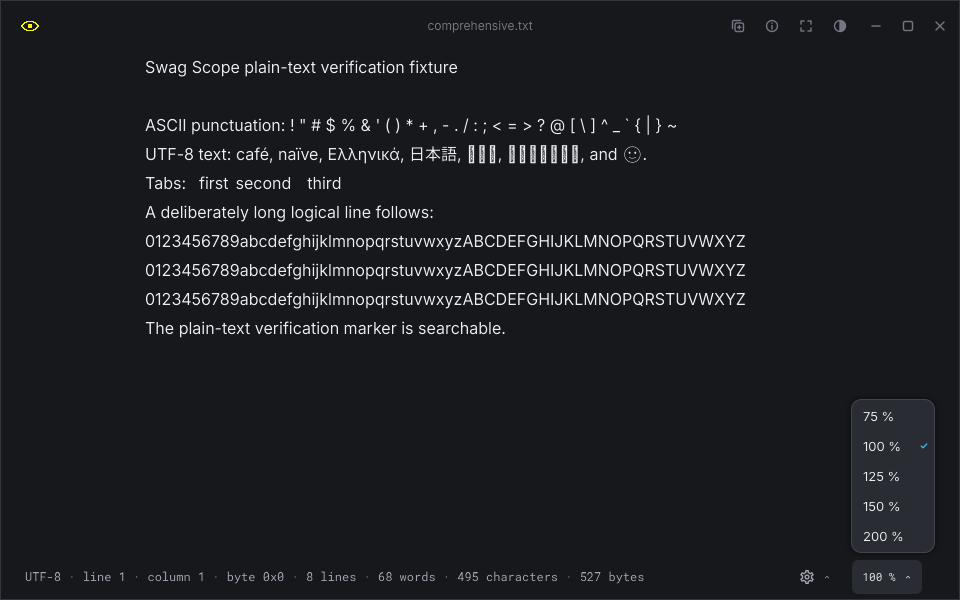 comprehensive.txt
Swag Scope plain-text verification fixture
ASCII punctuation: ! " # $ % & ' ( ) * + , - . / : ; < = > ? @ [ \ ] ^ _ ` { | } ~
UTF-8 text: café, naïve, Ελληνικά, 日本語, and 🙂.
Tabs: first second third
A deliberately long logical line follows:
0123456789abcdefghijklmnopqrstuvwxyzABCDEFGHIJKLMNOPQRSTUVWXYZ
0123456789abcdefghijklmnopqrstuvwxyzABCDEFGHIJKLMNOPQRSTUVWXYZ
0123456789abcdefghijklmnopqrstuvwxyzABCDEFGHIJKLMNOPQRSTUVWXYZ
The plain-text verification marker is searchable.
75 %
100 %
125 %
150 %
200 %
UTF-8 · line 1 · column 1 · byte 0x0 · 8 lines · 68 words · 495 characters · 527 bytes
100 %